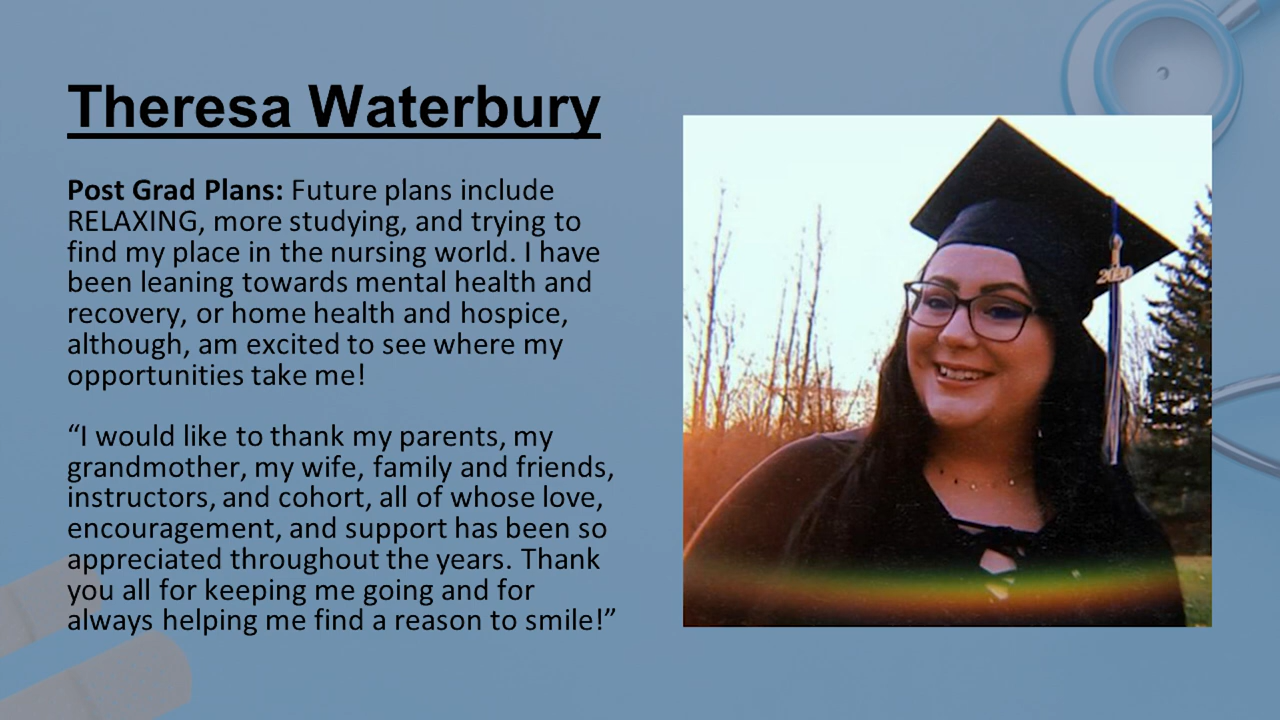 Theresa Waterbury
Post Grad Plans: Future plans include
RELAXING, more studying, and trying to
find my place in the nursing world. I have
been leaning towards mental health and
recovery, or home health and hospice,
although, am excited to see where my
opportunities take me!
“I would like to thank my parents, my
grandmother, my wife, family and friends,
instructors, and cohort, all of whose love,
encouragement, and support has been so
appreciated throughout the years. Thank
you all for keeping me going and for
always helping me find a reason to smile!”
2020